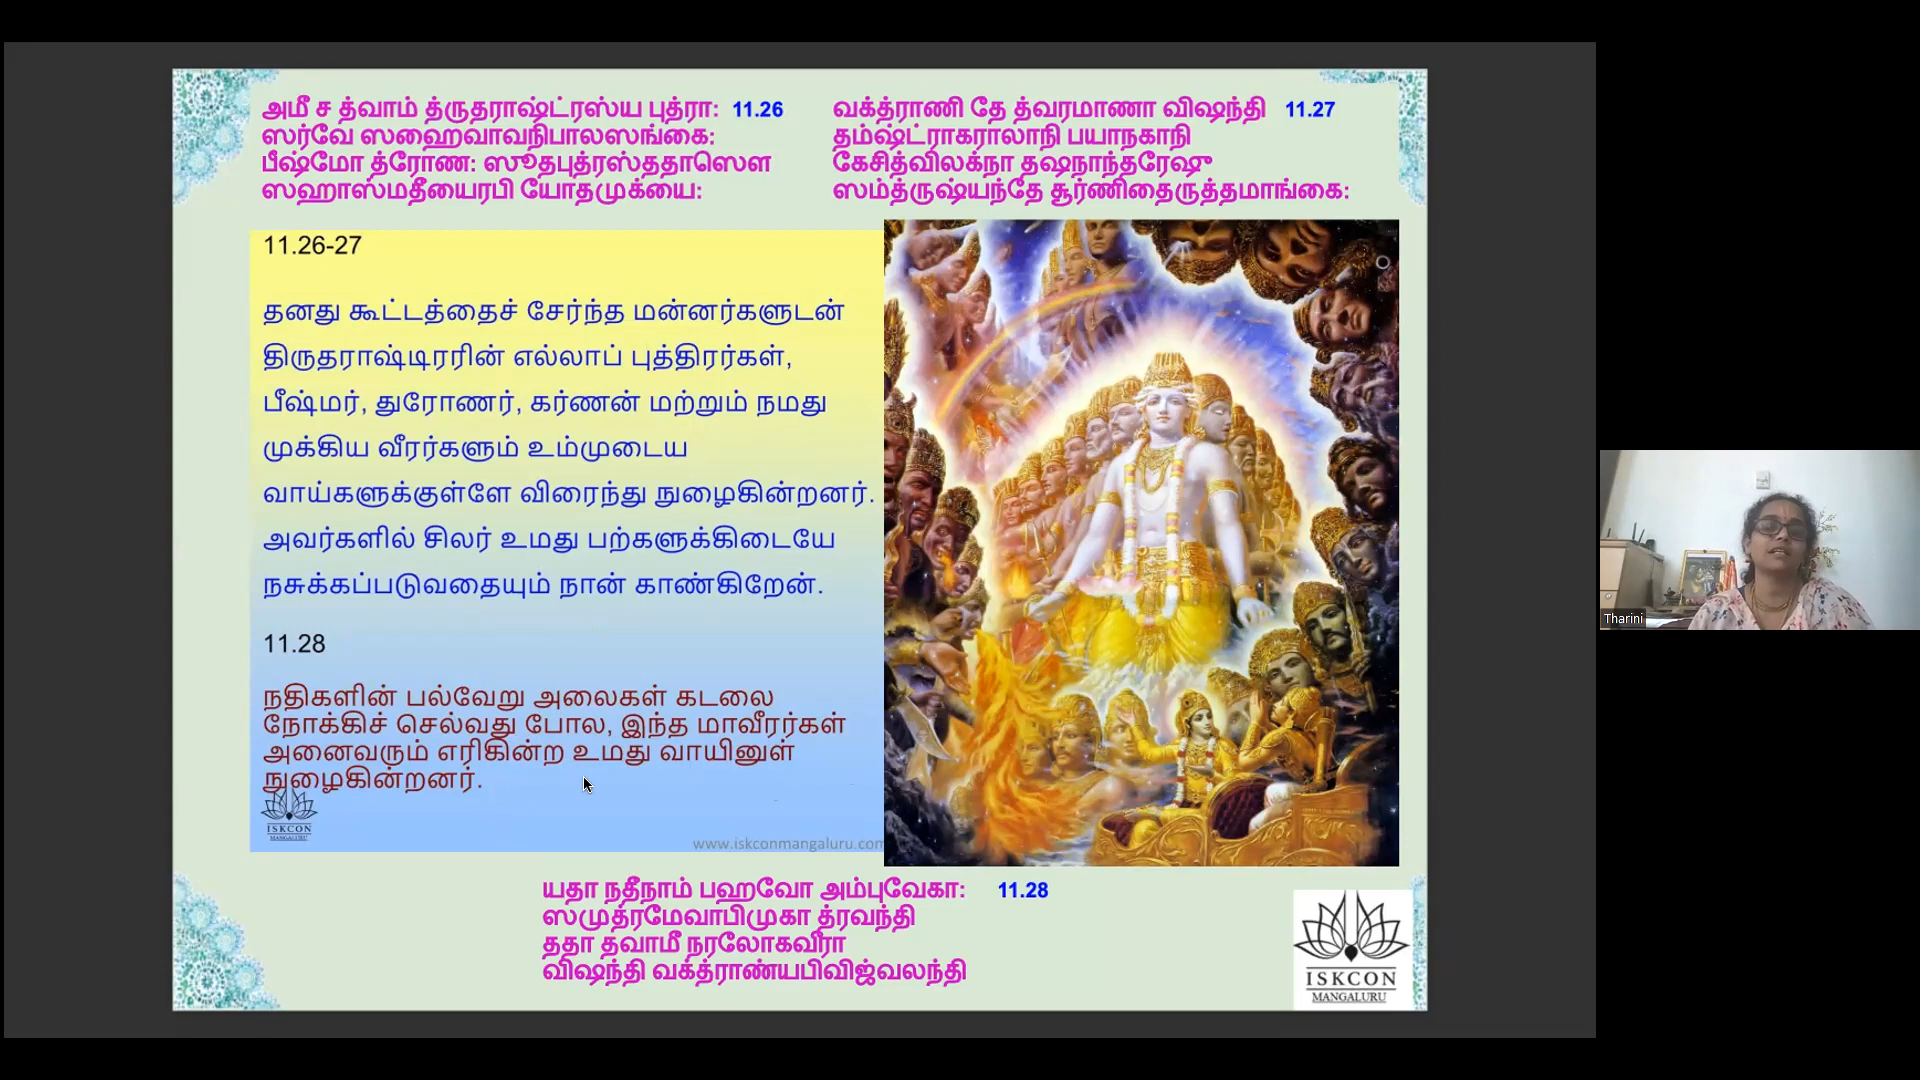 அமீ ச த்வாம் த்ருதராஷ்ட்ரஸ்ய புத்ரா: 11.26
ஸர்வே ஸஹைவாவநிபாலஸங்கை:
பீஷ்மோ த்ரோண: ஸூதபுத்ரஸ்ததாஸௌ
ஸஹாஸ்மதீயைரபி யோதமுக்யை:
வக்த்ராணி தே த்வரமாணா விஷந்தி 11.27
தம்ஷ்ட்ராகராலாநி பயாநகாநி
கேசித்விலக்நா தஷநாந்தரேஷு
ஸம்த்ருஷ்யந்தே சூர்ணிதைருத்தமாங்கை:
11.26-27
தனது கூட்டத்தைச் சேர்ந்த மன்னர்களுடன்
திருதராஷ்டிரரின் எல்லாப் புத்திரர்கள்,
பீஷ்மர், துரோணர், கர்ணன் மற்றும் நமது
முக்கிய வீரர்களும் உம்முடைய
வாய்களுக்குள்ளே விரைந்து நுழைகின்றனர்.
அவர்களில் சிலர் உமது பற்களுக்கிடையே
நசுக்கப்படுவதையும் நான் காண்கிறேன்.
11.28
நதிகளின் பல்வேறு அலைகள் கடலை
நோக்கிச் செல்வது போல, இந்த மாவீரர்கள்
அனைவரும் எரிகின்ற உமது வாயினுள்
நுழைகின்றனர்.
ISKCON
MANGALURU
www.iskconmangaluru.com
யதா நதீநாம் பஹவோ அம்புவேகா: 11.28
ஸமுத்ரமேவாபிமுகா த்ரவந்தி
ததா தவாமீ நரலோகவீரா
விஷந்தி வக்த்ராண்யபிவிஜ்வலந்தி
ISKCON
MANGALURU
Tharini